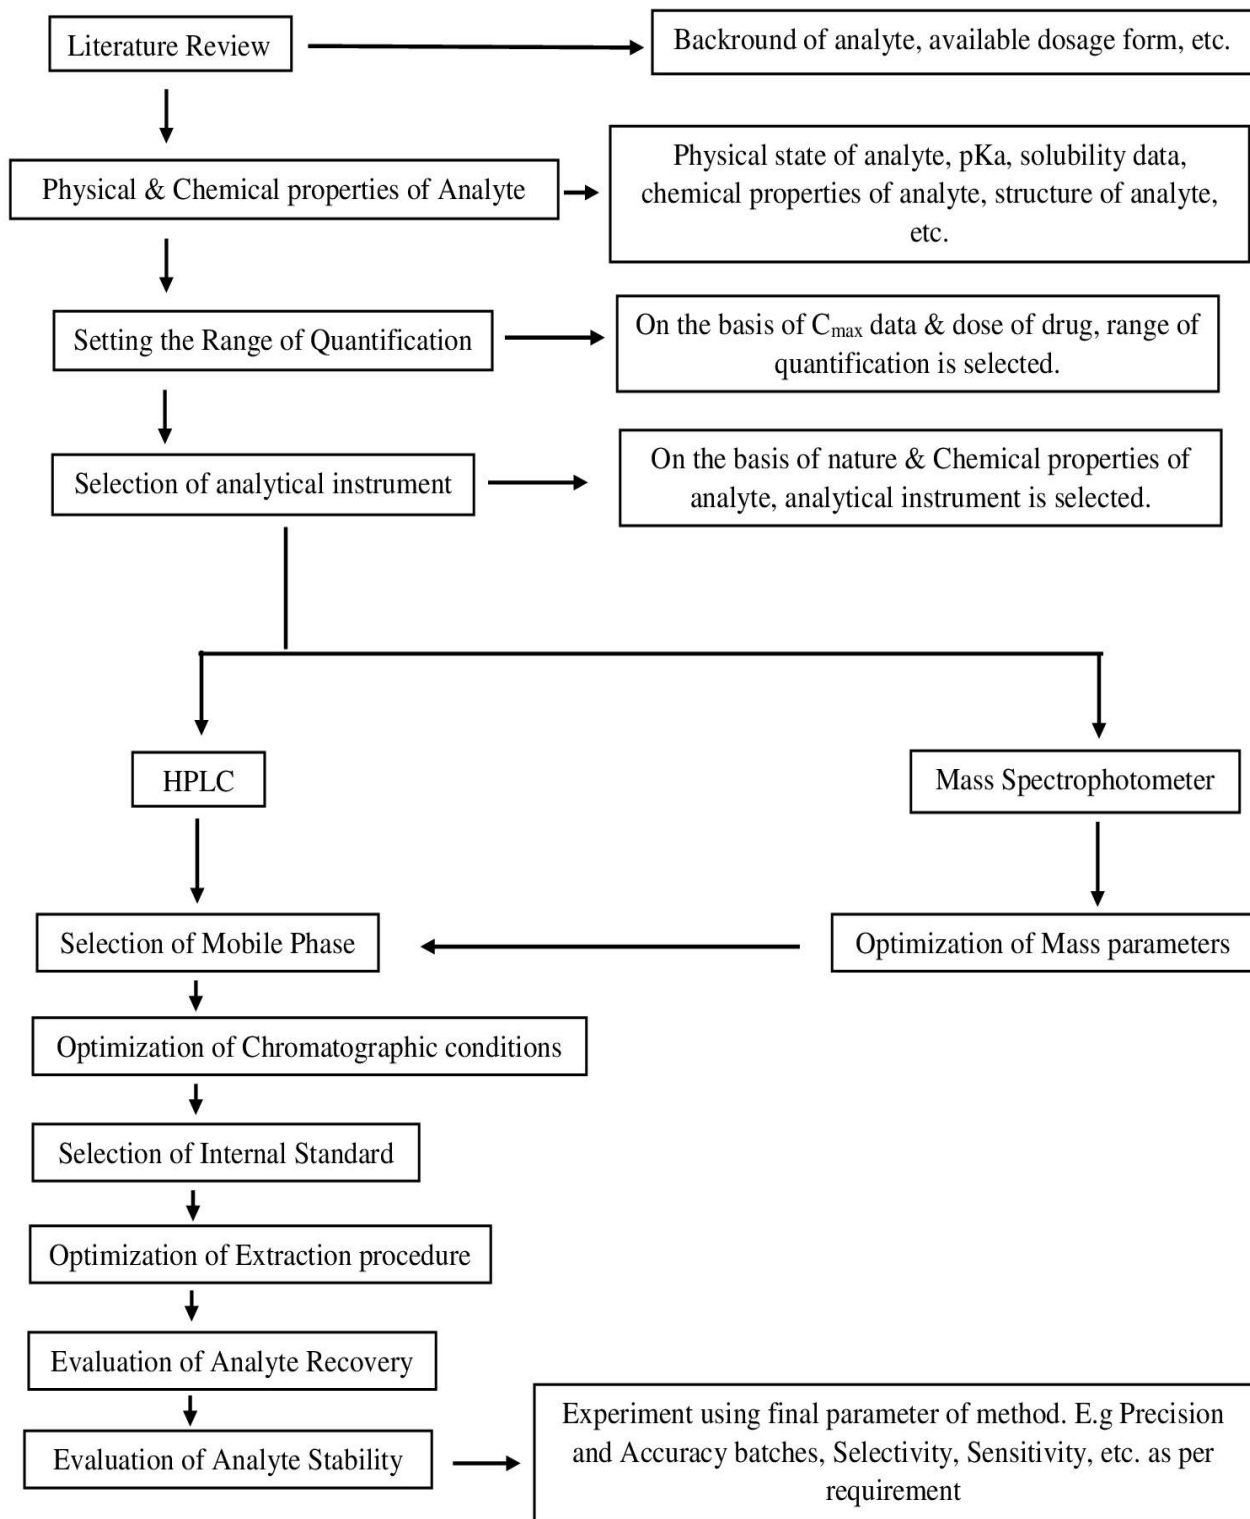 Literature Review
Backround of analyte, available dosage form, etc.
Physical & Chemical properties of Analyte
Physical state of analyte, pKa, solubility data,
chemical properties of analyte, structure of analyte,
etc.
Setting the Range of Quantification
On the basis of Cmax data & dose of drug, range of
quantification is selected.
Selection of analytical instrument
On the basis of nature & Chemical properties of
analyte, analytical instrument is selected.
HPLC
Mass Spectrophotometer
Selection of Mobile Phase
Optimization of Mass parameters
Optimization of Chromatographic conditions
Selection of Internal Standard
Optimization of Extraction procedure
Evaluation of Analyte Recovery
Evaluation of Analyte Stability
Experiment using final parameter of method. E.g Precision
and Accuracy batches, Selectivity, Sensitivity, etc. as per
requirement